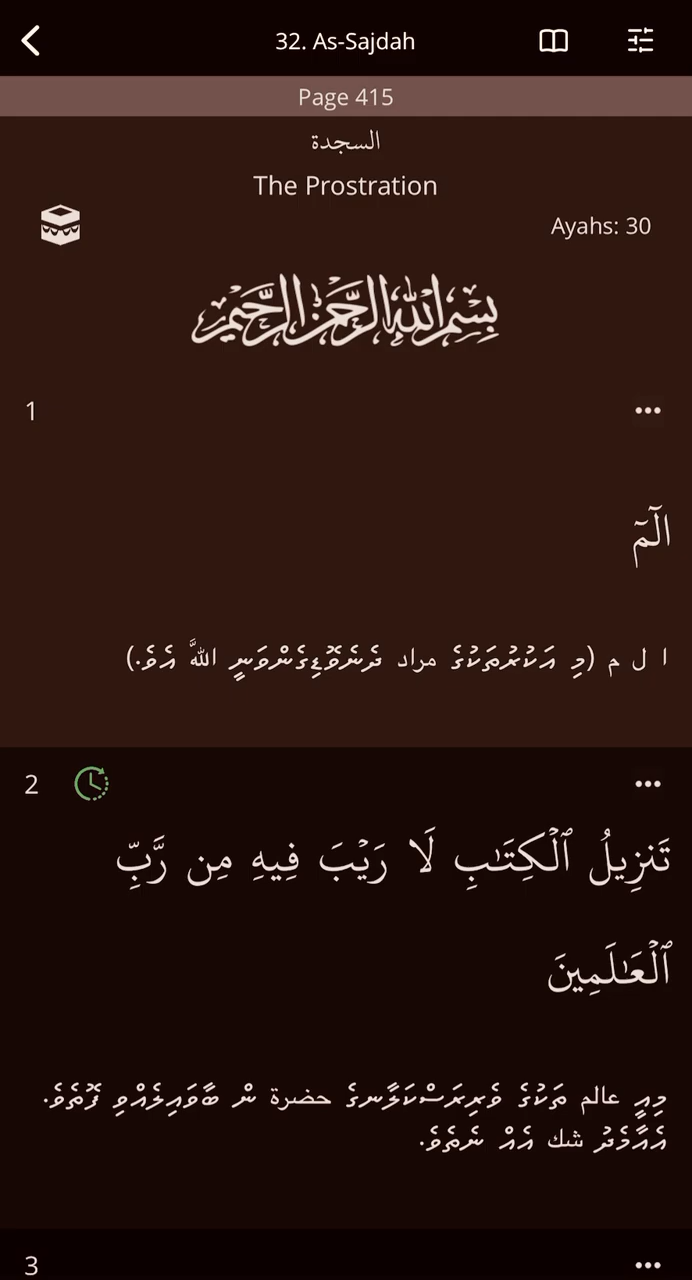 32. As-Sajdah
Page 415
السجدة
The Prostration
Ayahs: 30
بِسْمِ اللَّهِ الرَّحْمَٰنِ الرَّحِيمِ
1
الٓمٓ
ا ل م (މި އަކުރުތަކުގެ مراد ދެނެވޮޑިގެންވަނީ اللَّه އެވެ.)
2
تَنزِيلُ ٱلْكِتَـٰبِ لَا رَيْبَ فِيهِ مِن رَّبِّ
ٱلْعَـٰلَمِينَ
މިއީ عالم ތަކުގެ ވެރިރަސްކަލާނގެ حضرة ން ބާވައިލެއްވި ފޮތެވެ.
އެއާމެދު شك އެއް ނެތެވެ.
3